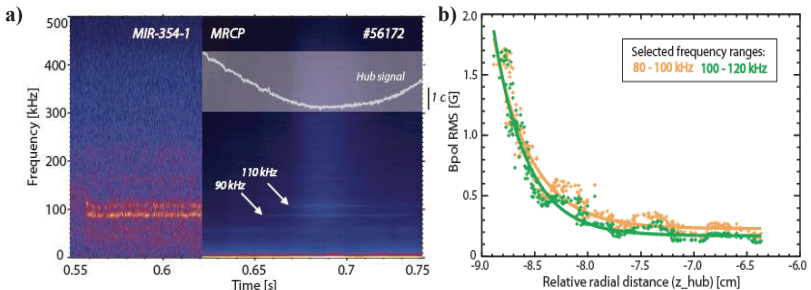 a)
MIR-354-1 MRCP #56172
Hub signal
110 kHz
90 kHz
Frequency [kHz]
500
400
300
200
100
0
0.55 0.6 0.65 0.7 0.75
Time [s]
b)
Selected frequency ranges:
80 - 100 kHz 100 - 120 kHz
Bpol RMS [G]
2.0
1.5
1.0
0.5
0
-9.0 -8.5 -8.0 -7.5 -7.0 -6.5 -6.0
Relative radial distance (z_hub) [cm]